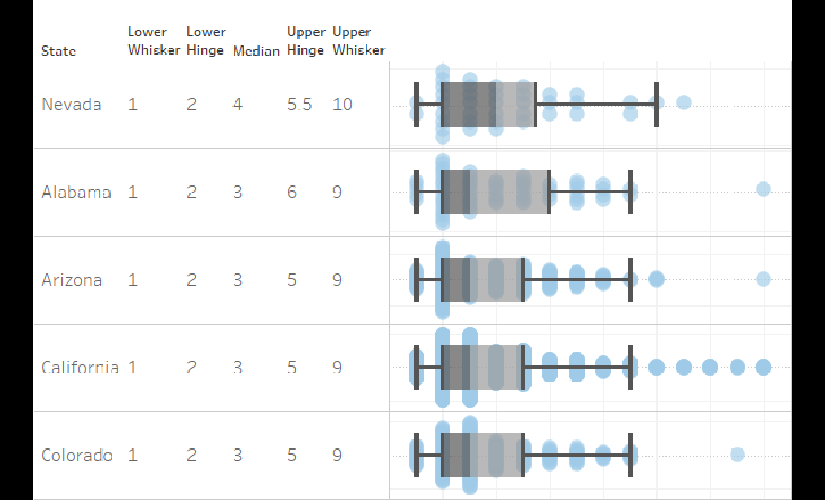 State Lower Whisker Lower Hinge Median Upper Hinge Upper Whisker
Nevada 1 2 4 5.5 10
Alabama 1 2 3 6 9
Arizona 1 2 3 5 9
California 1 2 3 5 9
Colorado 1 2 3 5 9